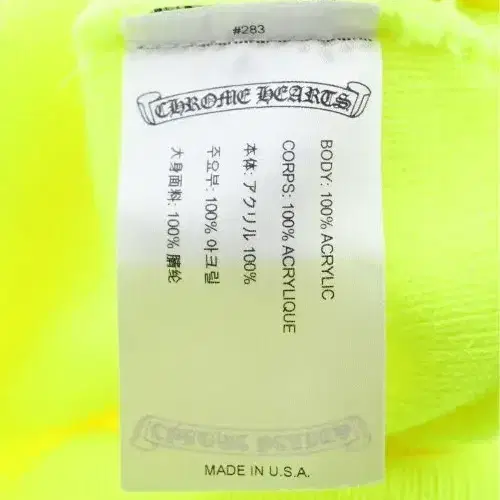 #283
CHROME HEARTS
BODY: 100% ACRYLIC
CORPS: 100% ACRYLIQUE
本体: アクリル 100%
주요부: 100% 아크릴
大身面料: 100% 腈纶
MADE IN U.S.A.